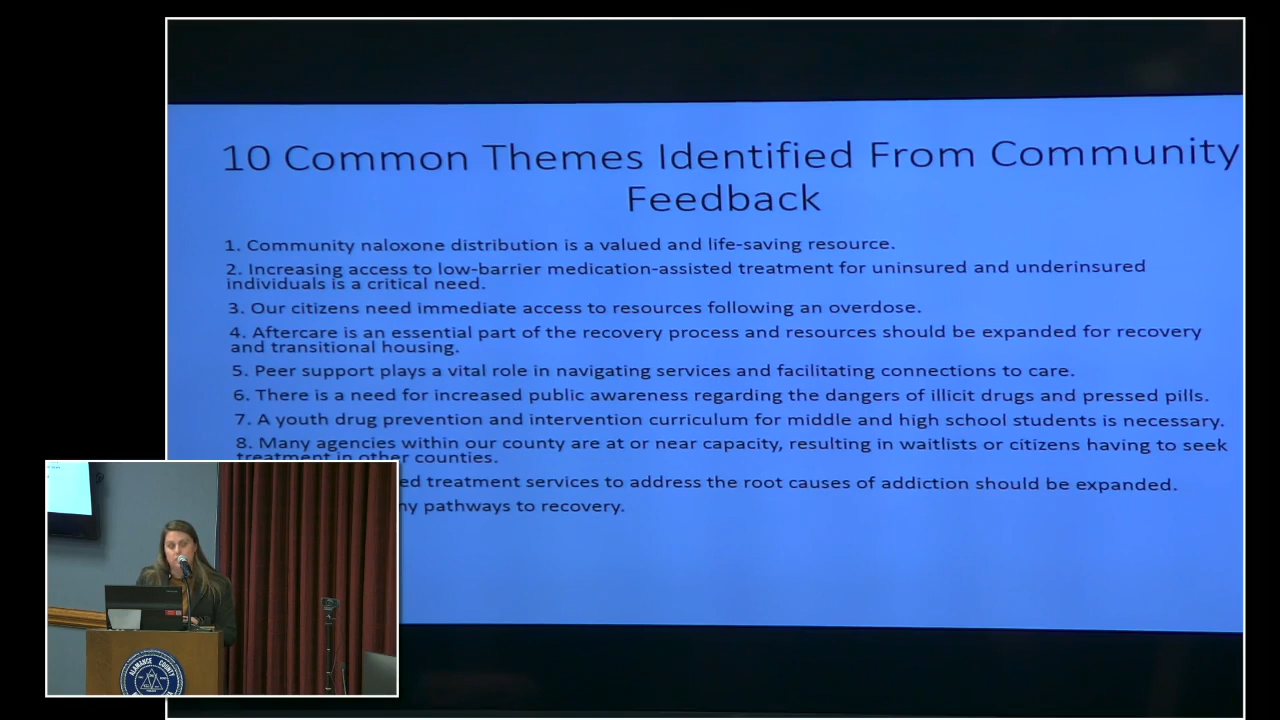 10 Common Themes Identified From Community
Feedback
1. Community naloxone distribution is a valued and life-saving resource.
2. Increasing access to low-barrier medication-assisted treatment for uninsured and underinsured
individuals is a critical need.
3. Our citizens need immediate access to resources following an overdose.
4. Aftercare is an essential part of the recovery process and resources should be expanded for recovery
and transitional housing.
5. Peer support plays a vital role in navigating services and facilitating connections to care.
6. There is a need for increased public awareness regarding the dangers of illicit drugs and pressed pills.
7. A youth drug prevention and intervention curriculum for middle and high school students is necessary.
8. Many agencies within our county are at or near capacity, resulting in waitlists or citizens having to seek
treatment in other counties.
treatment services to address the root causes of addiction should be expanded.
pathways to recovery.
ALAMANCE COUNTY